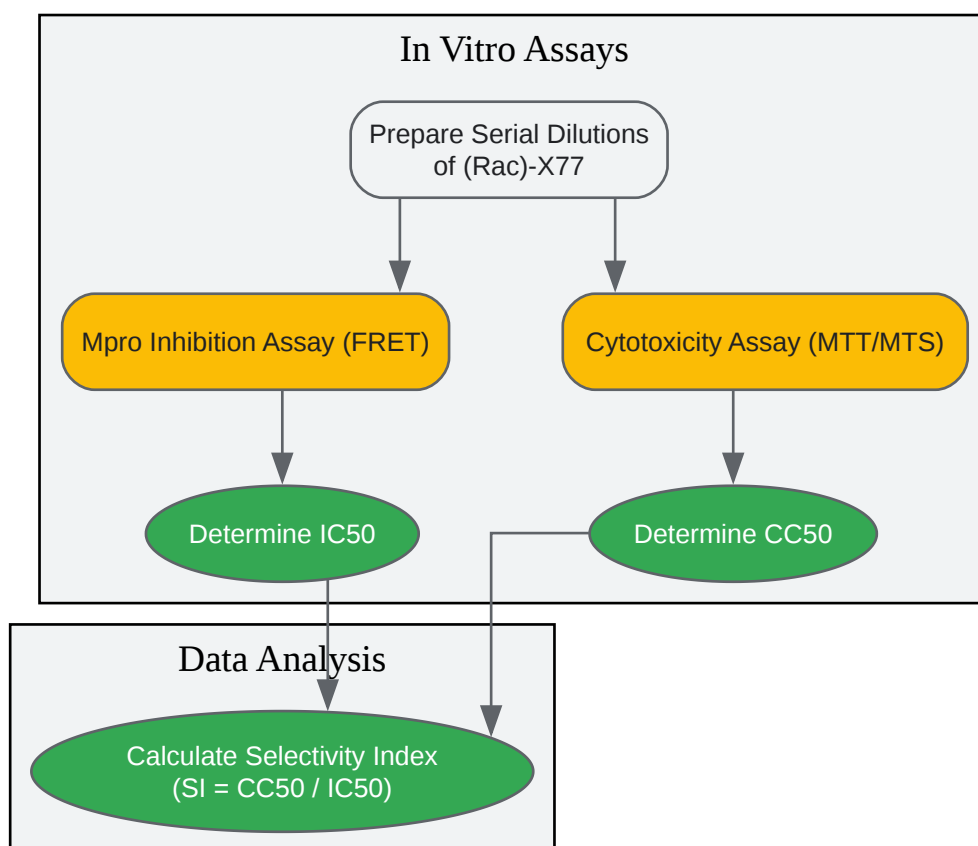 In Vitro Assays
Prepare Serial Dilutions
of (Rac)-X77
Mpro Inhibition Assay (FRET)
Cytotoxicity Assay (MTT/MTS)
Determine IC50
Determine CC50
Data Analysis
Calculate Selectivity Index
(SI = CC50 / IC50)